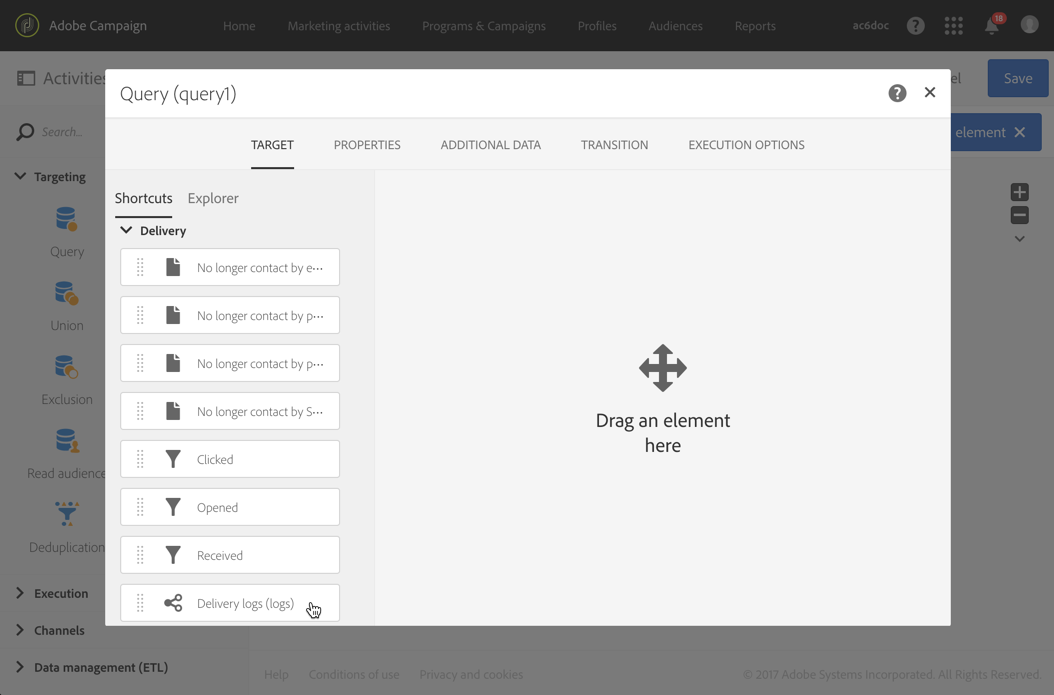 Adobe Campaign
Home
Marketing activities
Programs & Campaigns
Profiles
Audiences
Reports
ac6doc
?
18
Activities
el
Save
Query (query1)
?
Search...
element
TARGET
PROPERTIES
ADDITIONAL DATA
TRANSITION
EXECUTION OPTIONS
Targeting
Query
Union
Exclusion
Read audience
Deduplication
Execution
Channels
Data management (ETL)
Shortcuts
Explorer
Delivery
No longer contact by e···
No longer contact by p···
No longer contact by p···
No longer contact by S···
Clicked
Opened
Received
Delivery logs (logs)
Drag an element
here
Help
Conditions of use
Privacy and cookies
© 2017 Adobe Systems Incorporated. All Rights Reserved.